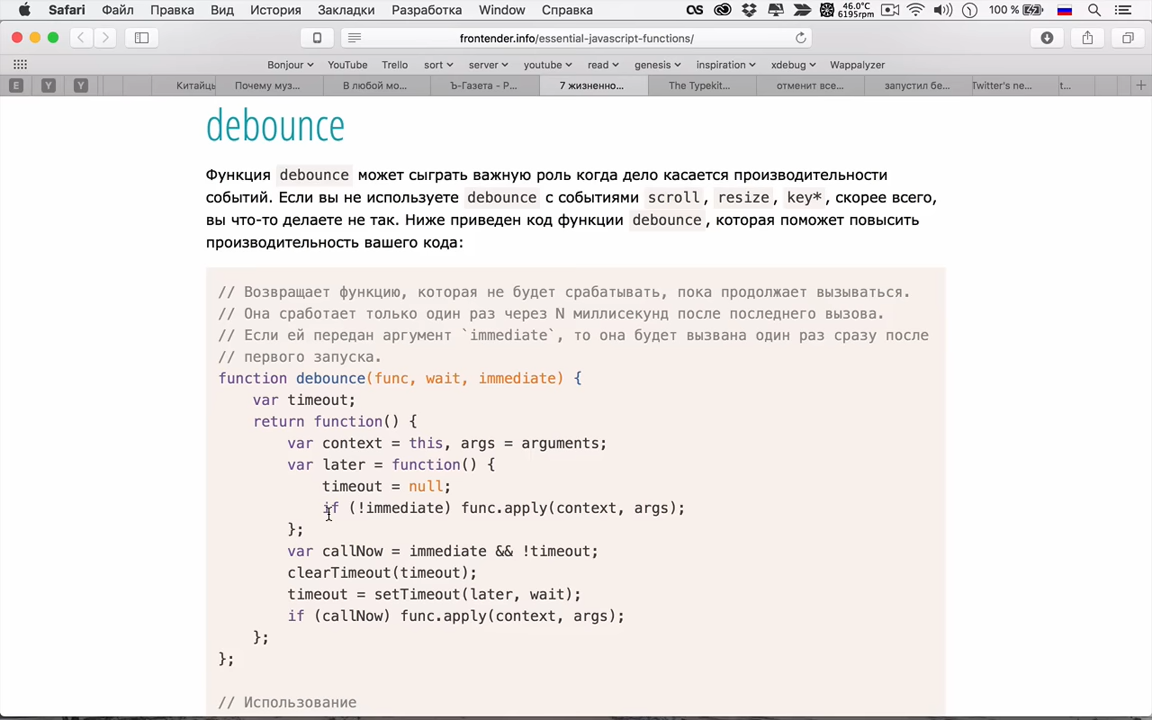 Safari Файл Правка Вид История Закладки Разработка Window Справка 46.0°C 6195rpm 100 %
frontender.info/essential-javascript-functions/
Bonjour YouTube Trello sort server youtube read genesis inspiration xdebug Wappalyzer
E Y Y Китайць Почему муз... В любой мо... Ъ-Газета - Р... 7 жизненно... The Typekit... отменит все... запустил бе... Twitter's ne... t...
debounce
Функция debounce может сыграть важную роль когда дело касается производительности
событий. Если вы не используете debounce с событиями scroll, resize, key*, скорее всего,
вы что-то делаете не так. Ниже приведен код функции debounce, которая поможет повысить
производительность вашего кода:
// Возвращает функцию, которая не будет срабатывать, пока продолжает вызываться.
// Она сработает только один раз через N миллисекунд после последнего вызова.
// Если ей передан аргумент `immediate`, то она будет вызвана один раз сразу после
// первого запуска.
function debounce(func, wait, immediate) {
var timeout;
return function() {
var context = this, args = arguments;
var later = function() {
timeout = null;
if (!immediate) func.apply(context, args);
};
var callNow = immediate && !timeout;
clearTimeout(timeout);
timeout = setTimeout(later, wait);
if (callNow) func.apply(context, args);
};
};
// Использование